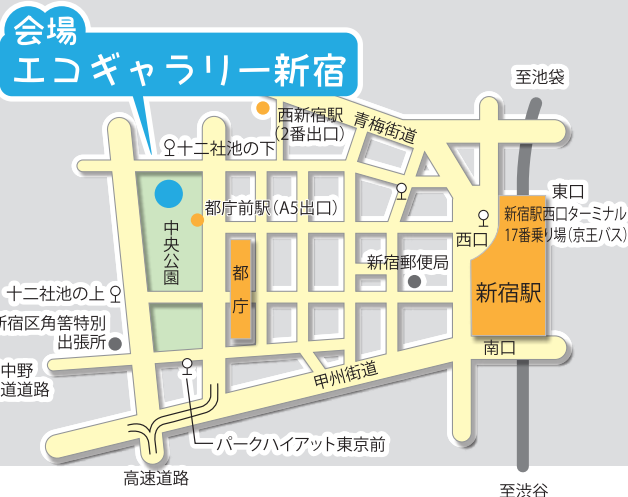 会場
エコギャラリー新宿
至池袋
西新宿駅
(2番出口)
青梅街道
十二社池の下
東口
都庁前駅(A5出口)
新宿駅西口ターミナル
17番乗り場(京王バス)
西口
中央公園
新宿郵便局
都庁
新宿駅
十二社池の上
新宿区角筈特別
出張所
南口
中野
道道路
甲州街道
パークハイアット東京前
高速道路
至渋谷